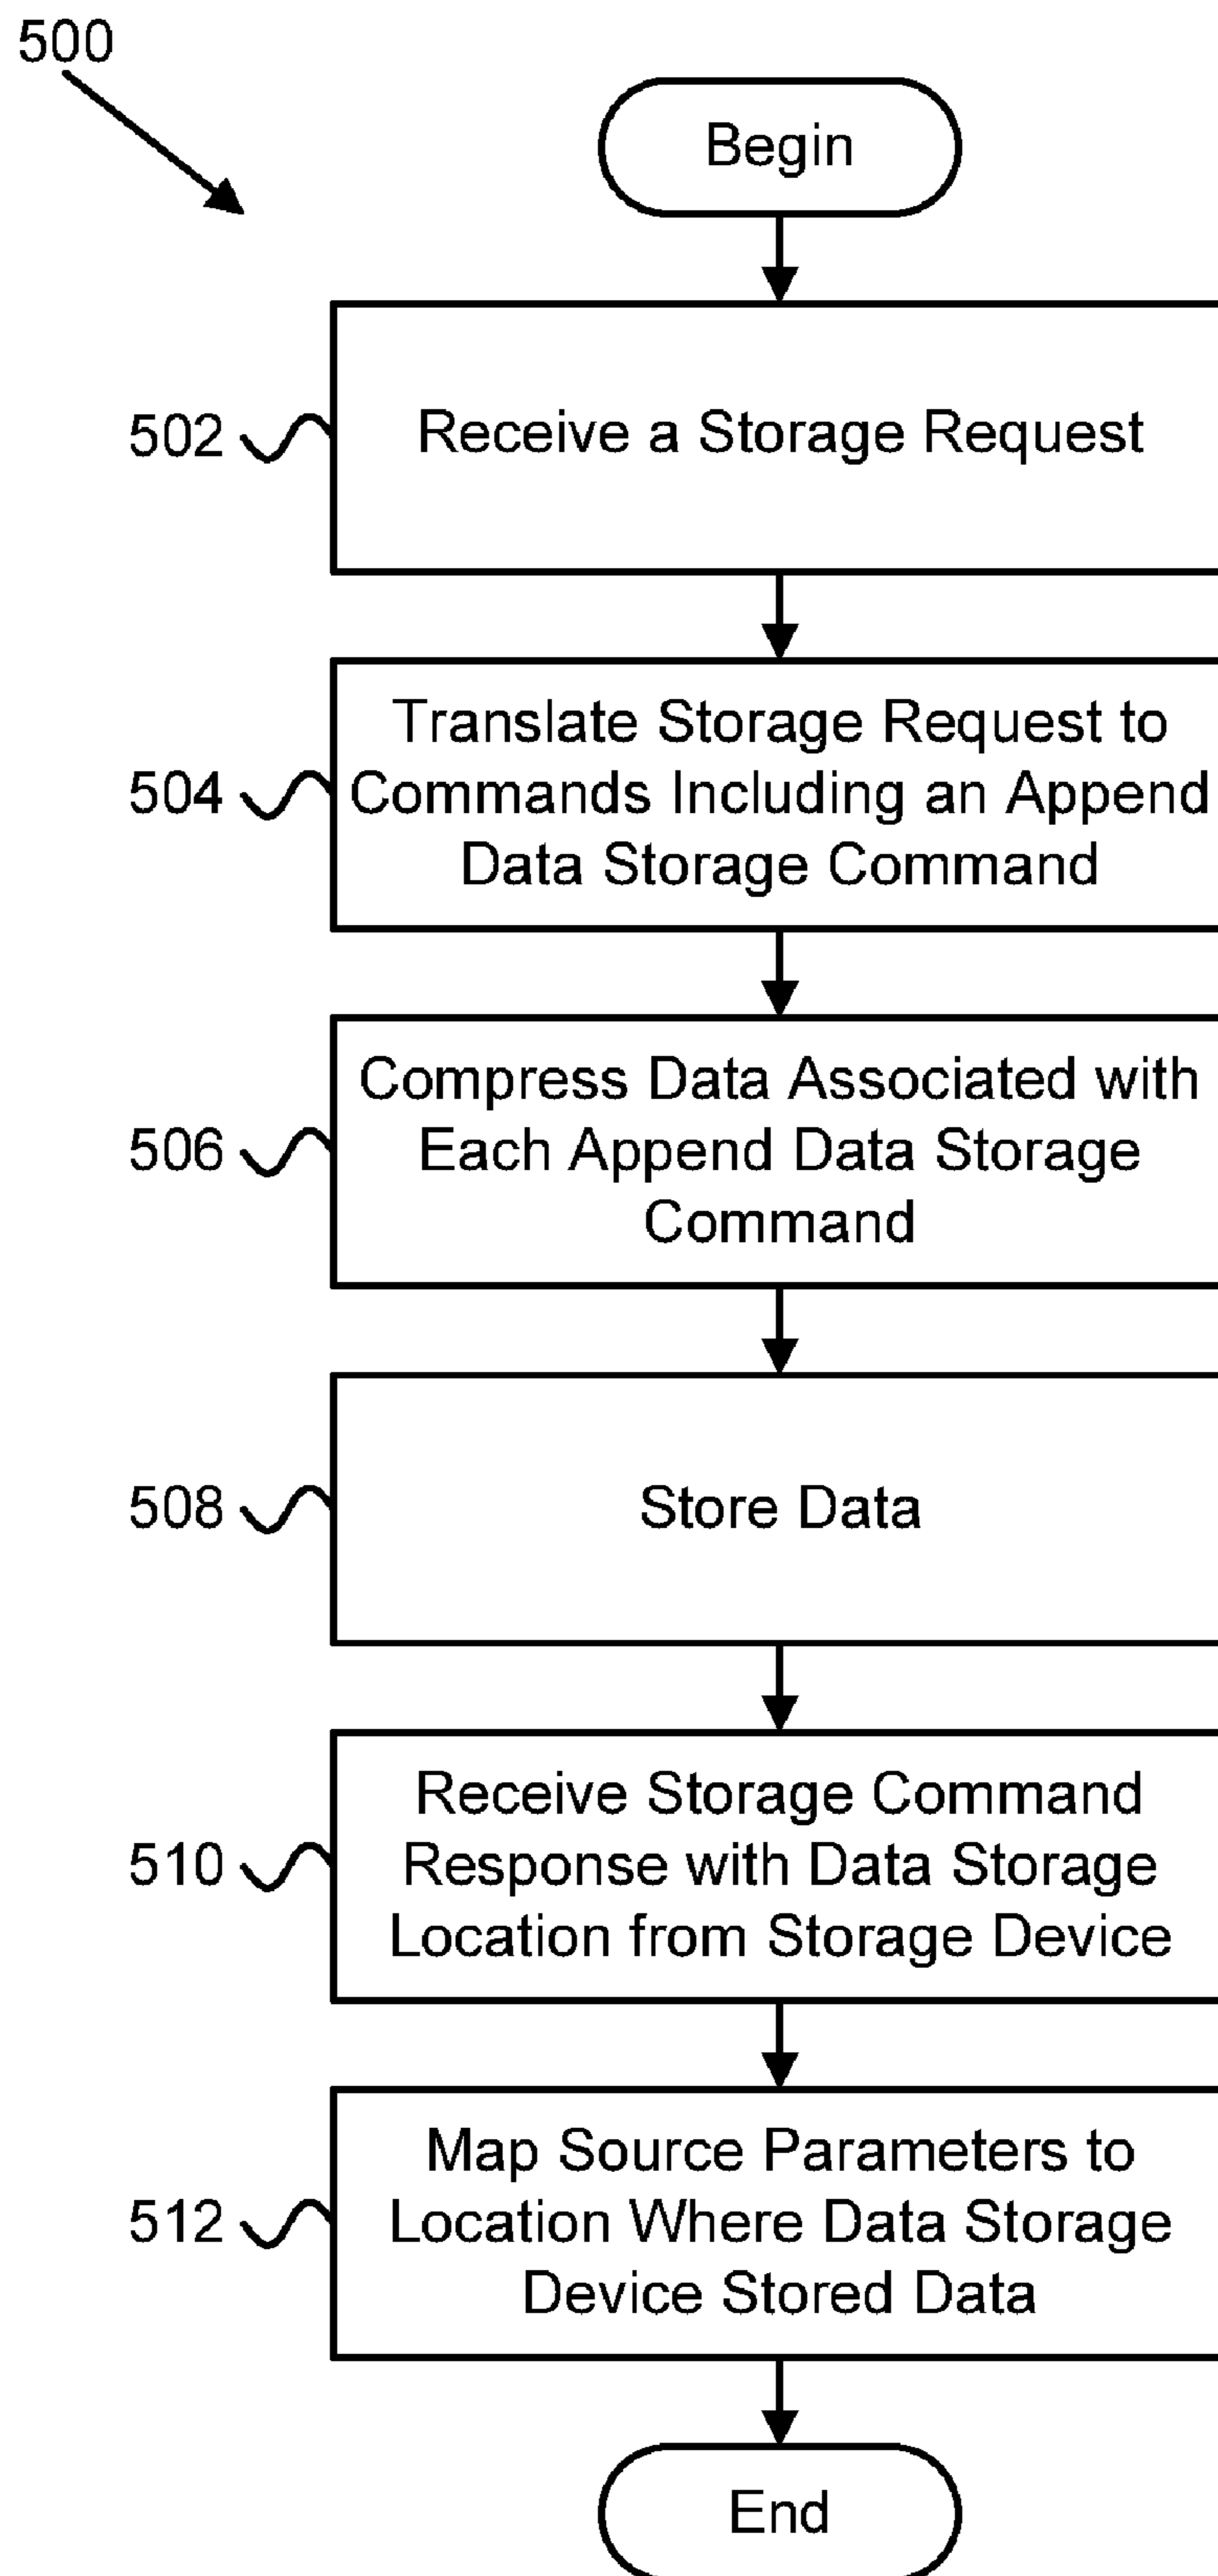 500
Begin
502
Receive a Storage Request
504
Translate Storage Request to
Commands Including an Append
Data Storage Command
506
Compress Data Associated with
Each Append Data Storage
Command
508
Store Data
510
Receive Storage Command
Response with Data Storage
Location from Storage Device
512
Map Source Parameters to
Location Where Data Storage
Device Stored Data
End